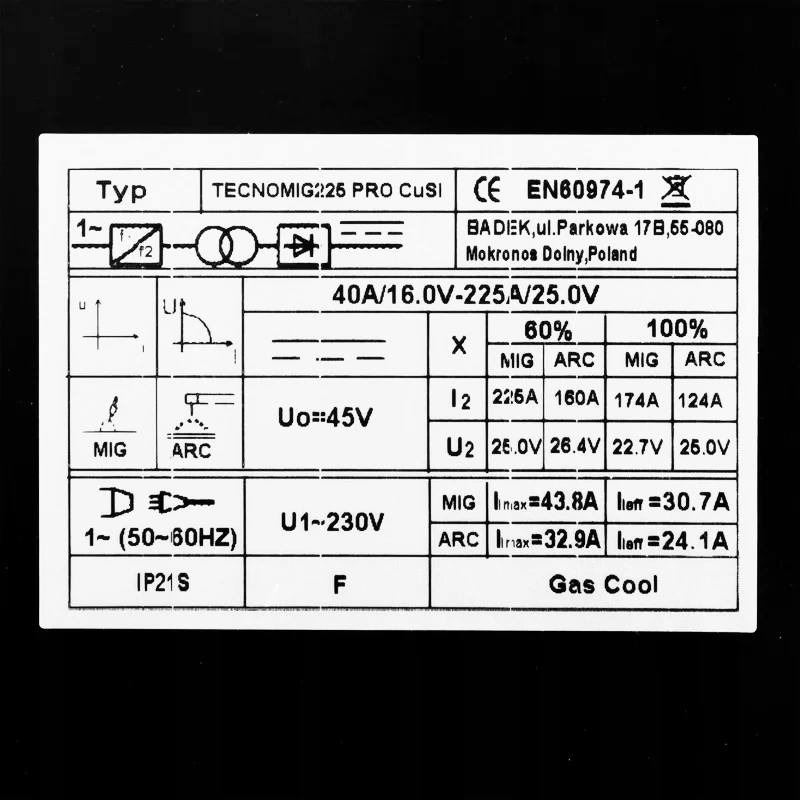 Typ TECNOMIG225 PRO CuSI CE EN60974-1
1~ f1 f2 BADEK,ul.Parkowa 17B,55-080
Mokronos Dolny,Poland
U I U I 40A/16.0V-225A/25.0V
X 60% 100%
MIG ARC MIG ARC
MIG ARC Uo=45V I2 225A 160A 174A 124A
U2 25.0V 26.4V 22.7V 25.0V
1~ (50~60HZ) U1~230V MIG I1max=43.8A I1eff=30.7A
ARC I1max=32.9A I1eff=24.1A
IP21S F Gas Cool